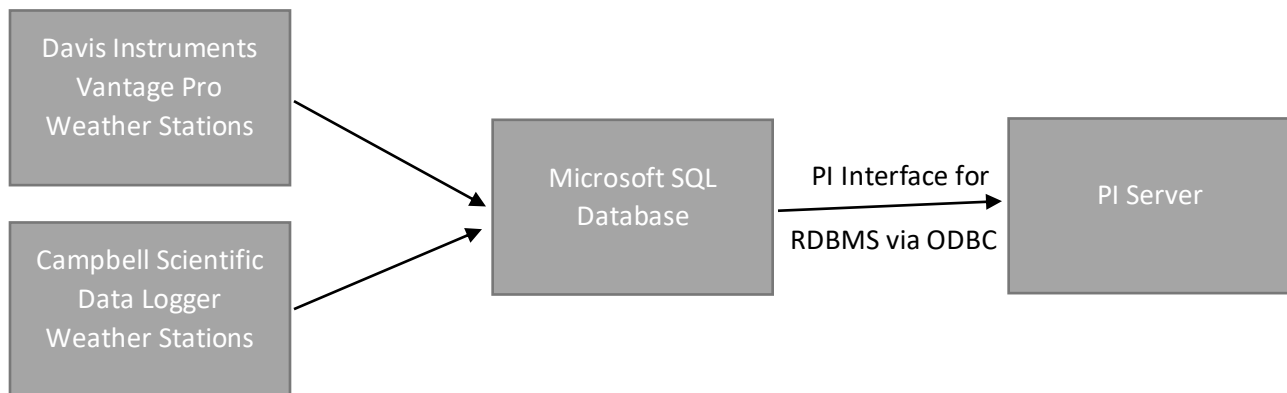 Davis Instruments
Vantage Pro
Weather Stations
Campbell Scientific
Data Logger
Weather Stations
Microsoft SQL
Database
PI Interface for
RDBMS via ODBC
PI Server